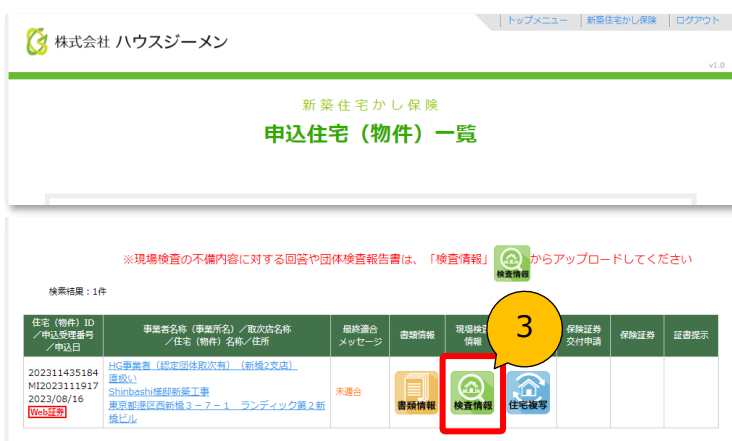 トップメニュー
新築住宅かし保険
ログアウト
株式会社 ハウスジーメン
v1.0
新築住宅かし保険
申込住宅（物件）一覧
※現場検査の不備内容に対する回答や団体検査報告書は、「検査情報」 検査情報 からアップロードしてください
検索結果：1件
住宅（物件）ID
／申込受理番号
／申込日
事業者名称（事業所名）／取次店名称
／住宅（物件）名称／住所
最終適合
メッセージ
書類情報
現場検査
情報
3
保険証券
交付申請
保険証券
証書提示
202311435184
MI2023111917
2023/08/16
Web証券
HG事業者（認定団体取次有）（新橋2支店）
直扱い
Shinbashi様邸新築工事
東京都港区西新橋３－７－１　ランディック第２新
橋ビル
未適合
書類情報
検査情報
住宅複写